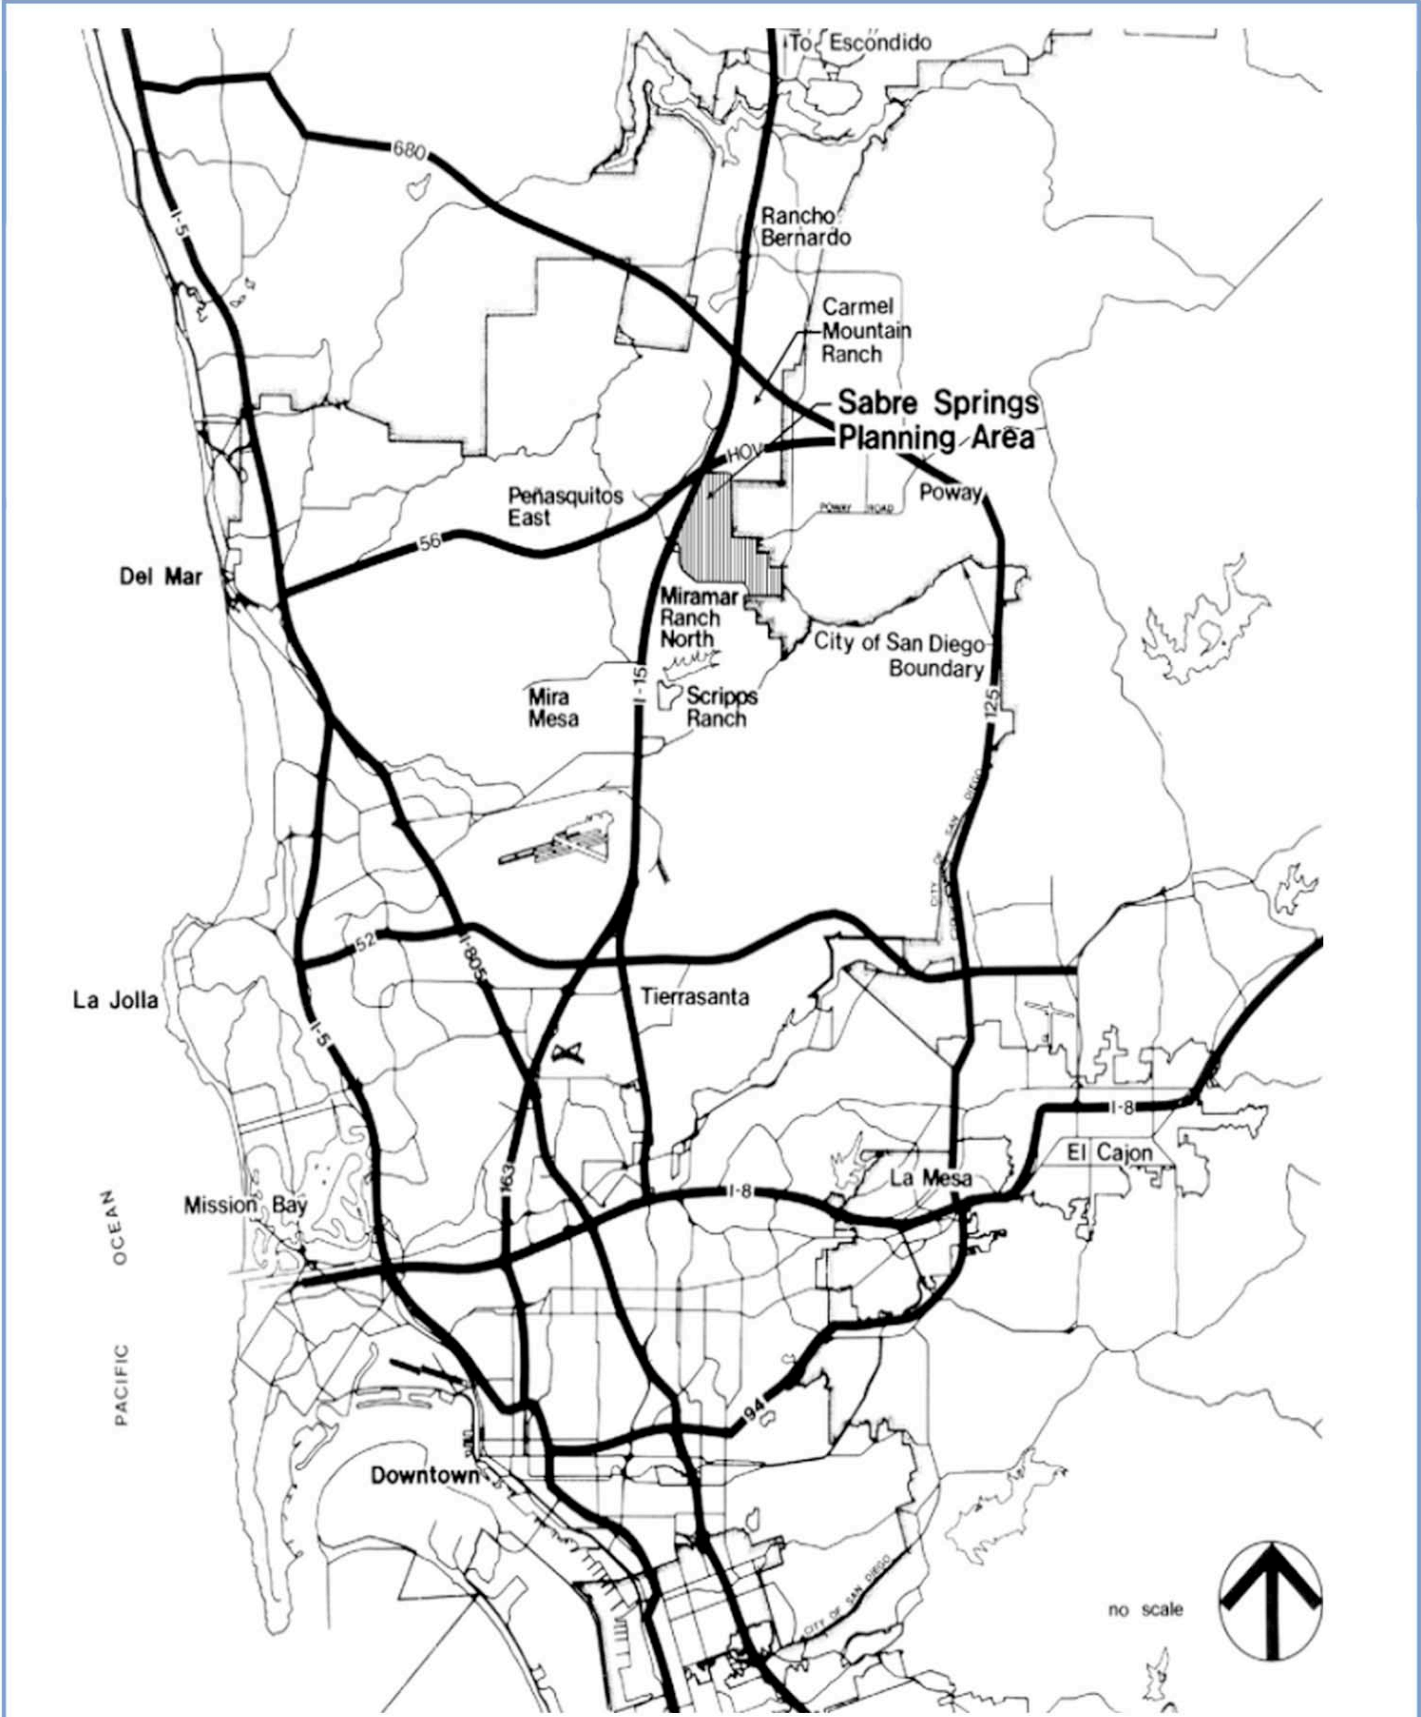 To Escondido
680
I-5
Rancho
Bernardo
Carmel
Mountain
Ranch
Sabre Springs
Planning Area
HOV
Peñasquitos
East
Poway
POWAY ROAD
56
Del Mar
Miramar
Ranch
North
City of San Diego
Boundary
I-15
Mira
Mesa
Scripps
Ranch
125
CITY OF SAN DIEGO
52
I-805
La Jolla
Tierrasanta
I-5
I-8
El Cajon
163
La Mesa
I-8
Mission Bay
PACIFIC OCEAN
94
Downtown
CITY OF SAN DIEGO
no scale